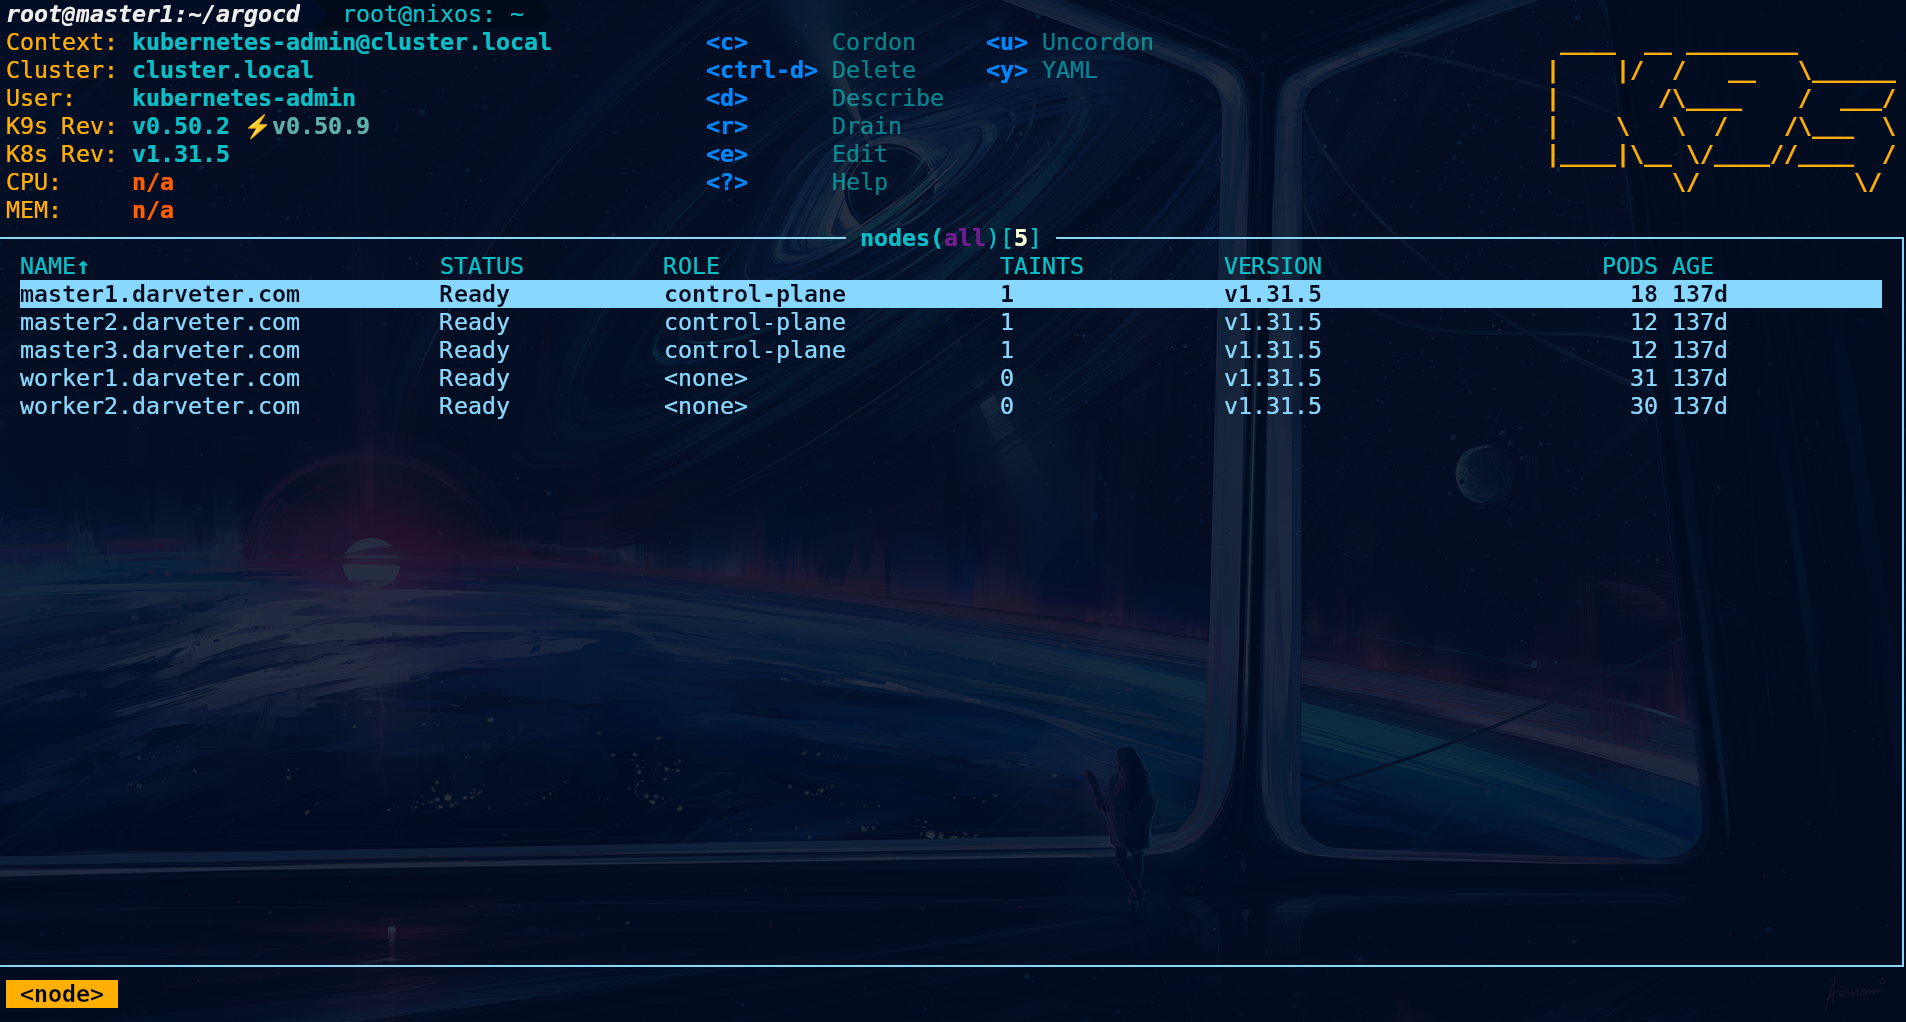 root@master1:~/argocd root@nixos: ~
Context: kubernetes-admin@cluster.local <c> Cordon <u> Uncordon
Cluster: cluster.local <ctrl-d> Delete <y> YAML
User: kubernetes-admin <d> Describe
K9s Rev: v0.50.2 ⚡v0.50.9 <r> Drain
K8s Rev: v1.31.5 <e> Edit
CPU: n/a <?> Help
MEM: n/a
nodes(all)[5]
NAME↑ STATUS ROLE TAINTS VERSION PODS AGE
master1.darveter.com Ready control-plane 1 v1.31.5 18 137d
master2.darveter.com Ready control-plane 1 v1.31.5 12 137d
master3.darveter.com Ready control-plane 1 v1.31.5 12 137d
worker1.darveter.com Ready <none> 0 v1.31.5 31 137d
worker2.darveter.com Ready <none> 0 v1.31.5 30 137d
<node>